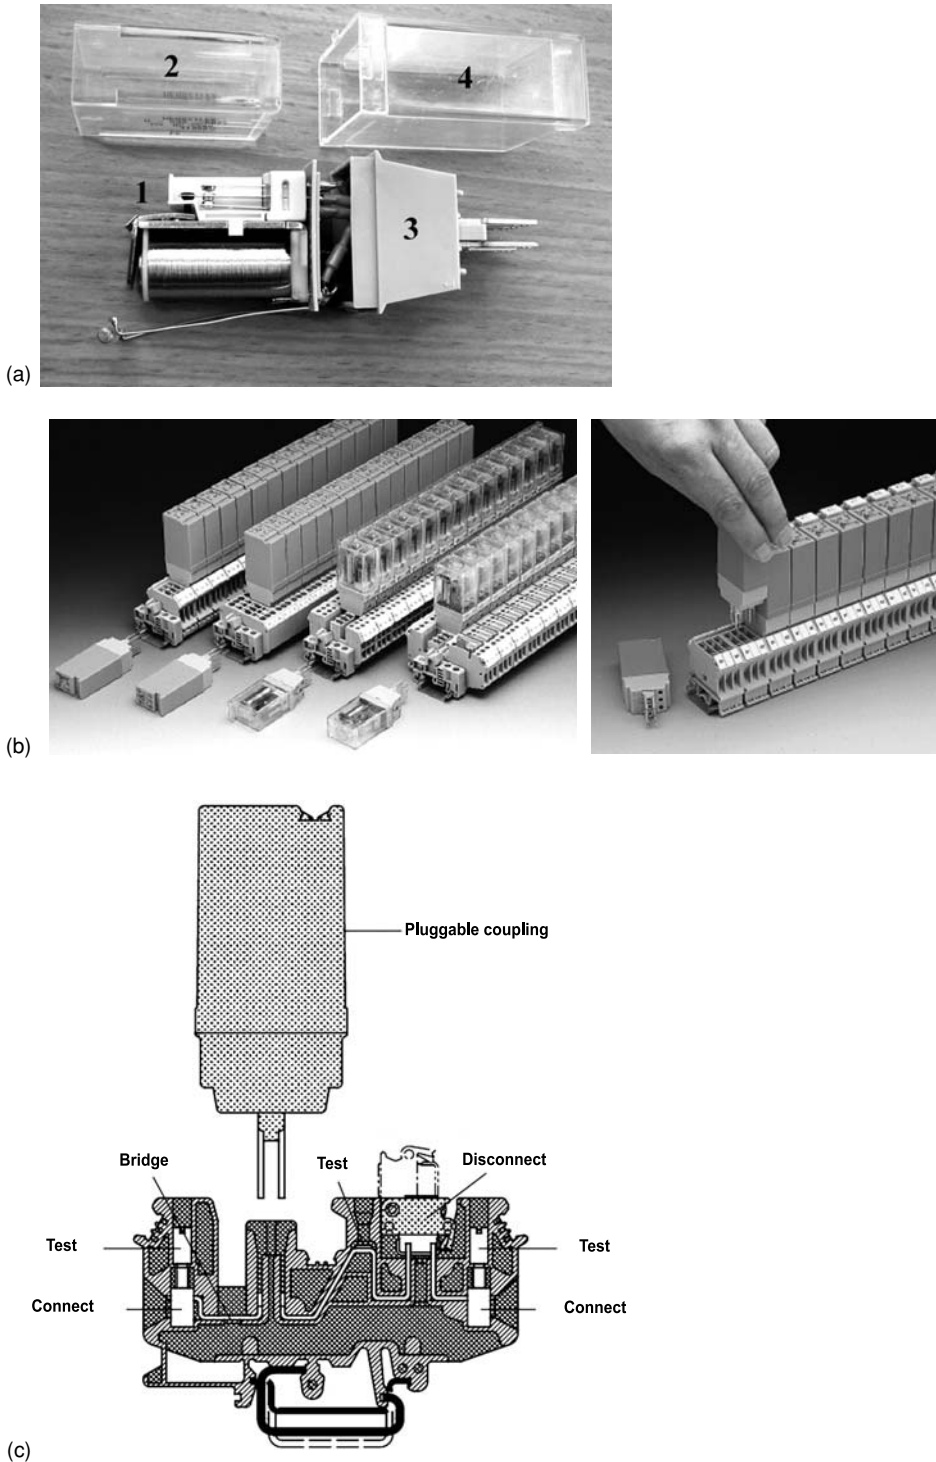 2
4
1
3
(a)
(b)
Pluggable coupling
Bridge
Test
Disconnect
Test
Test
Connect
Connect
(c)